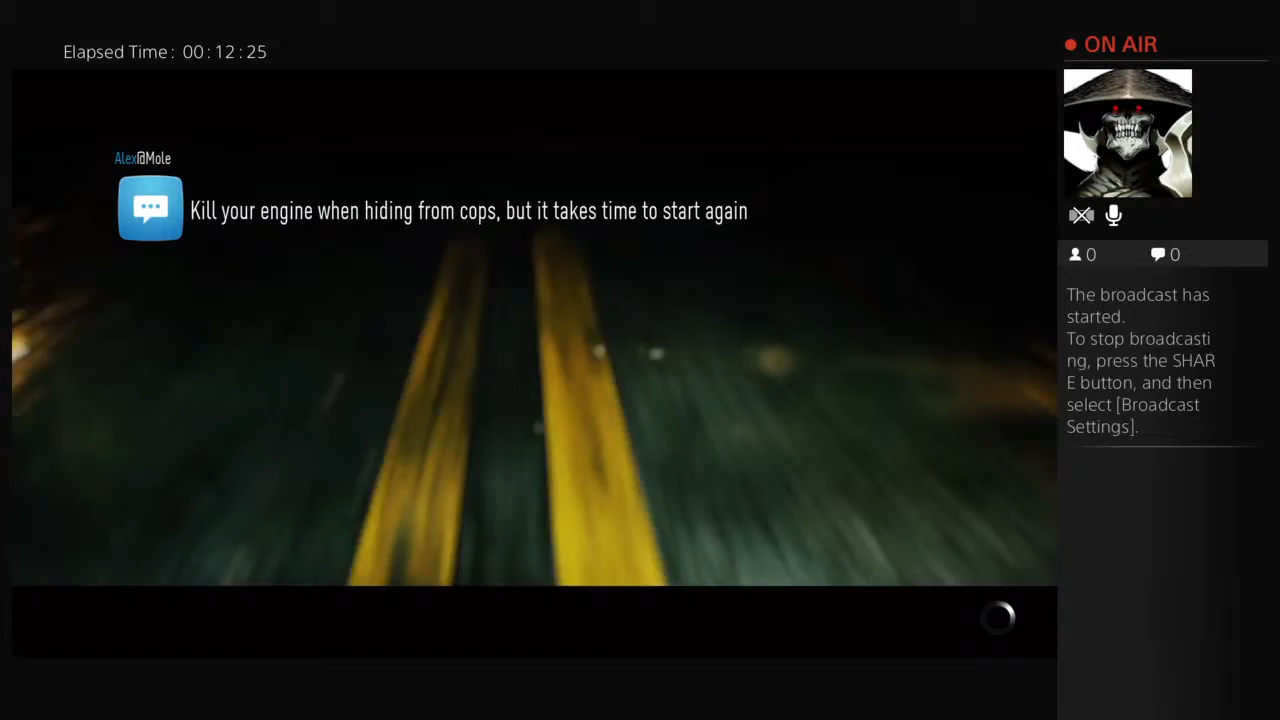 Elapsed Time: 00:12:25
ON AIR
Alex@Mole
Kill your engine when hiding from cops, but it takes time to start again
0 0
The broadcast has
started.
To stop broadcasti
ng, press the SHAR
E button, and then
select [Broadcast
Settings].